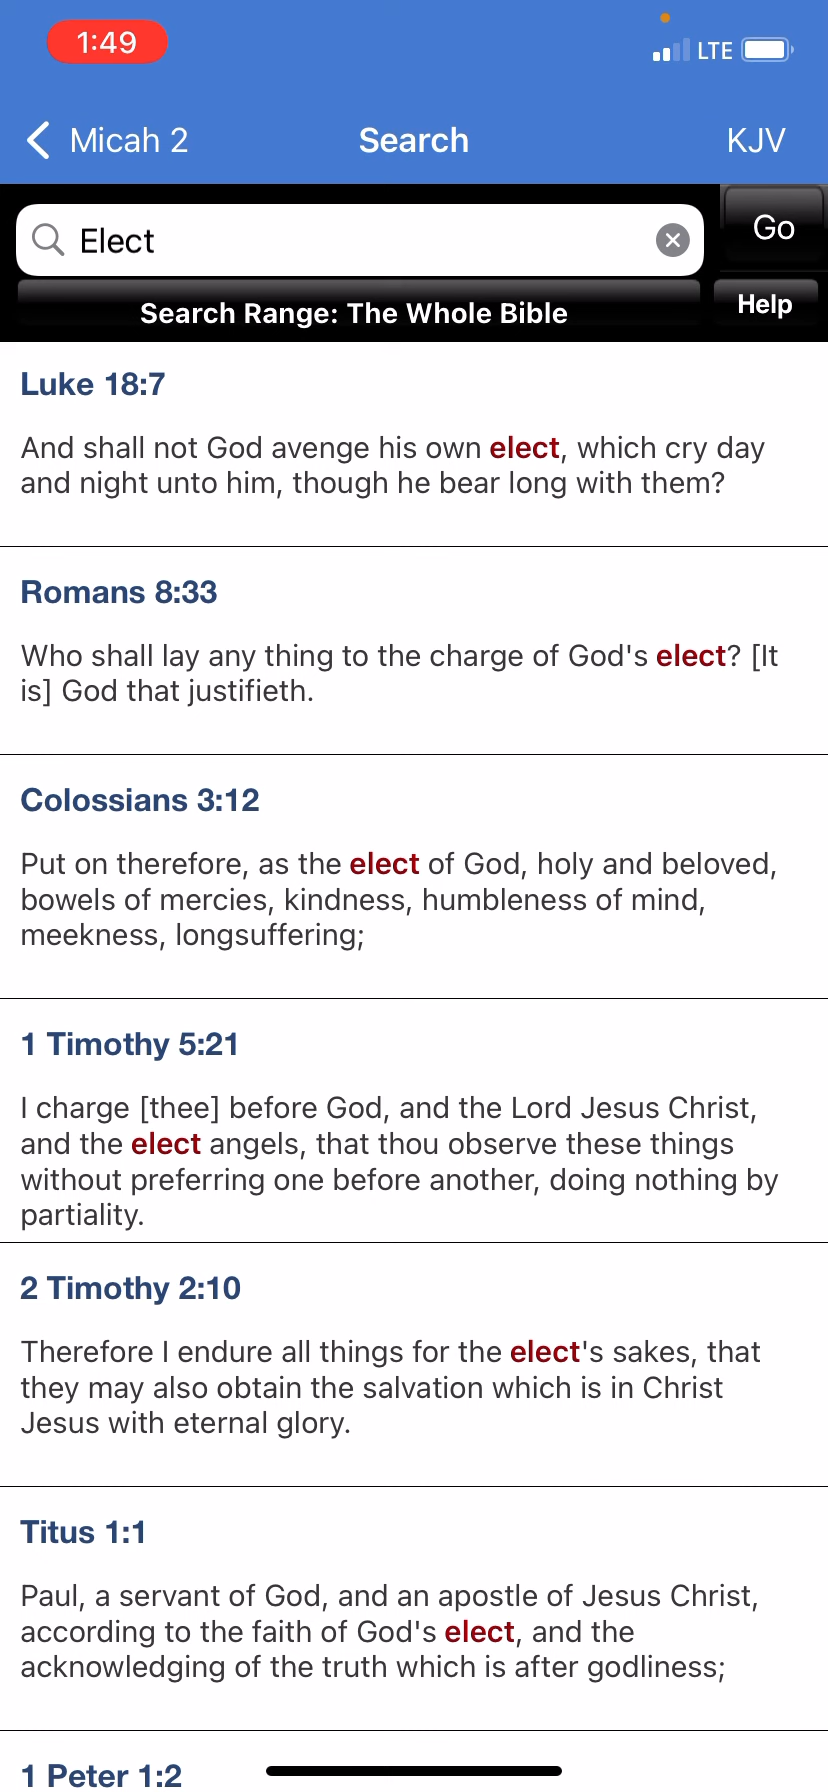 1:49
LTE
Micah 2
Search
KJV
Elect
Go
Search Range: The Whole Bible
Help
Luke 18:7
And shall not God avenge his own elect, which cry day
and night unto him, though he bear long with them?
Romans 8:33
Who shall lay any thing to the charge of God's elect? [It
is] God that justifieth.
Colossians 3:12
Put on therefore, as the elect of God, holy and beloved,
bowels of mercies, kindness, humbleness of mind,
meekness, longsuffering;
1 Timothy 5:21
I charge [thee] before God, and the Lord Jesus Christ,
and the elect angels, that thou observe these things
without preferring one before another, doing nothing by
partiality.
2 Timothy 2:10
Therefore I endure all things for the elect's sakes, that
they may also obtain the salvation which is in Christ
Jesus with eternal glory.
Titus 1:1
Paul, a servant of God, and an apostle of Jesus Christ,
according to the faith of God's elect, and the
acknowledging of the truth which is after godliness;
1 Peter 1:2